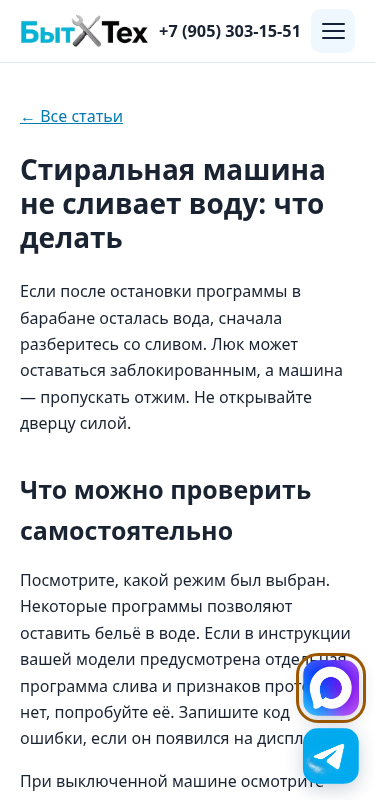 БытТех +7 (905) 303-15-51
← Все статьи
Стиральная машина
не сливает воду: что
делать
Если после остановки программы в
барабане осталась вода, сначала
разберитесь со сливом. Люк может
оставаться заблокированным, а машина
— пропускать отжим. Не открывайте
дверцу силой.
Что можно проверить
самостоятельно
Посмотрите, какой режим был выбран.
Некоторые программы позволяют
оставить бельё в воде. Если в инструкции
вашей модели предусмотрена отдельная
программа слива и признаков
нет, попробуйте её. Запишите код
ошибки, если он появился на
При выключенной машине осмотрите